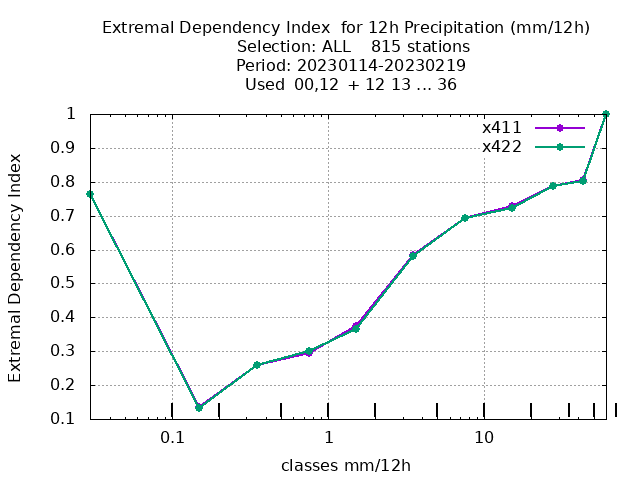 Extremal Dependency Index  for 12h Precipitation (mm/12h)
Selection: ALL    815 stations
Period: 20230114-20230219
Used  00,12  + 12 13 ... 36
x411
x422
1
0.9
0.8
0.7
0.6
0.5
0.4
0.3
0.2
0.1
Extremal Dependency Index
0.1
1
10
classes mm/12h